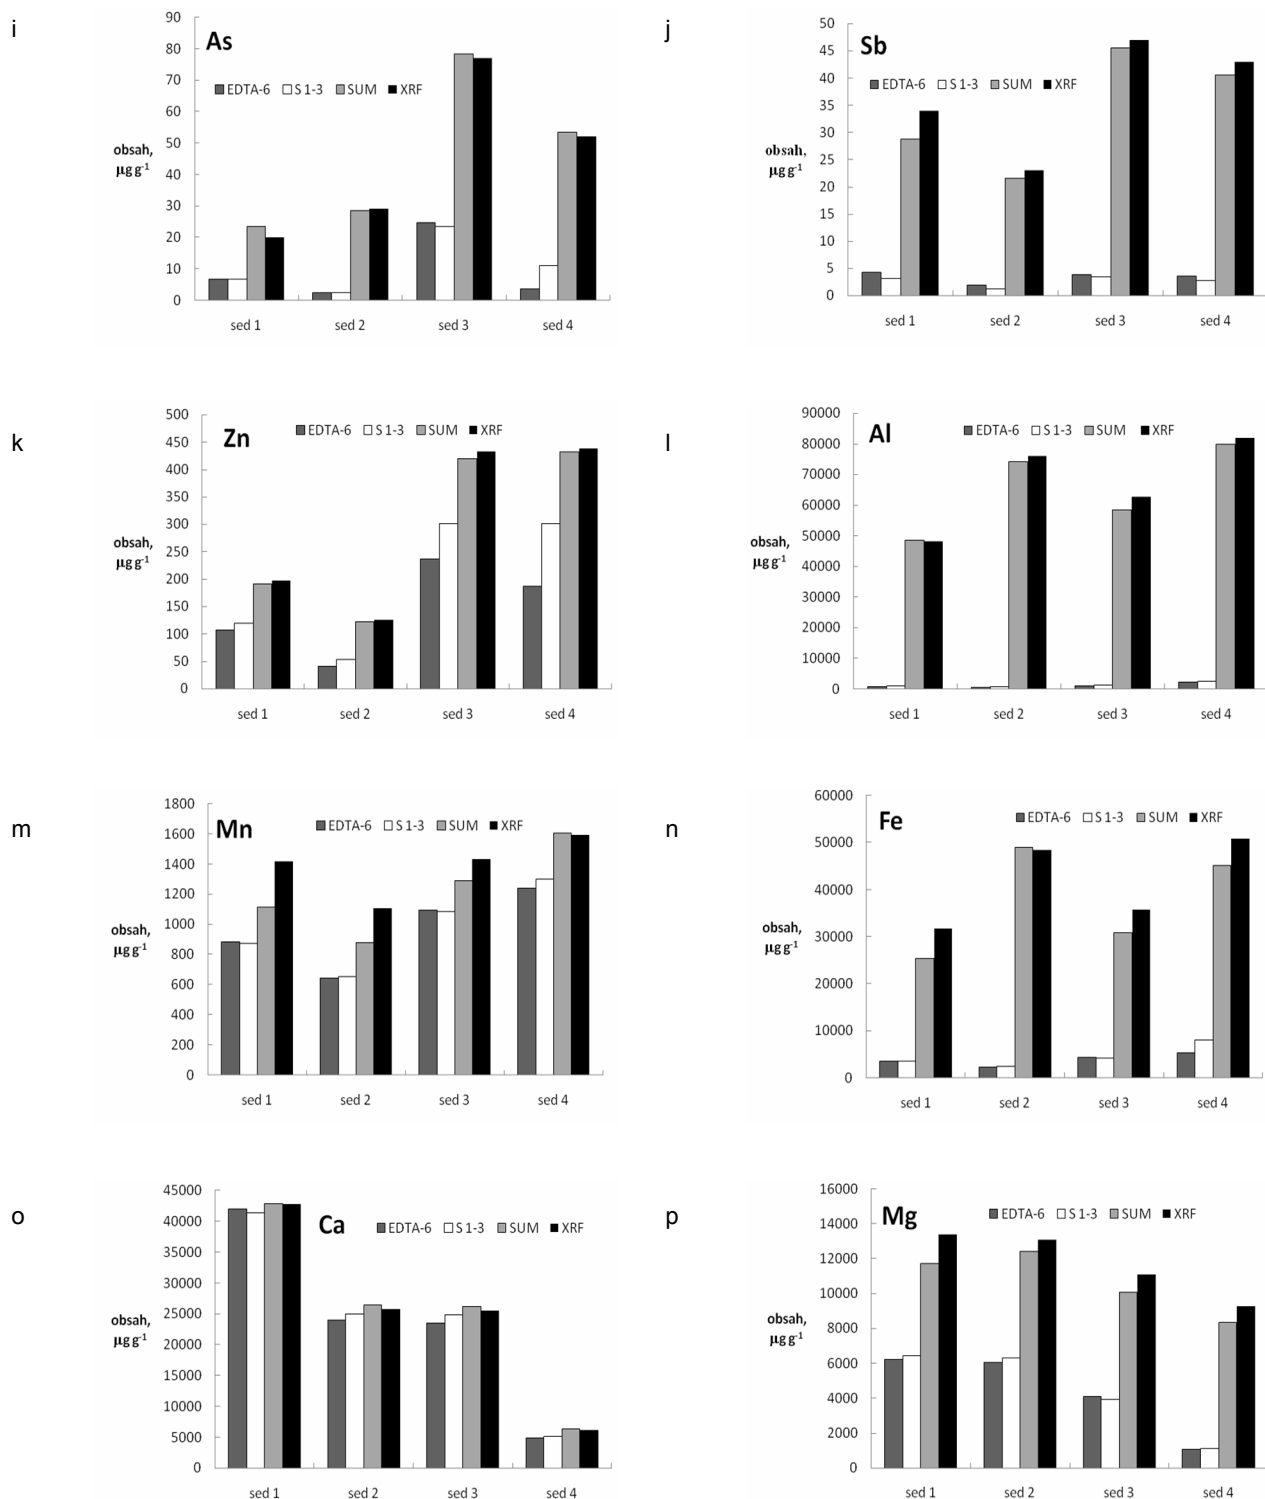 i
As
EDTA-6 S 1-3 SUM XRF
obsah,
µg g-1
90
80
70
60
50
40
30
20
10
0
sed 1 sed 2 sed 3 sed 4
j
Sb
EDTA-6 S 1-3 SUM XRF
obsah,
µg g-1
50
45
40
35
30
25
20
15
10
5
0
sed 1 sed 2 sed 3 sed 4
k
Zn
EDTA-6 S 1-3 SUM XRF
obsah,
µg g-1
500
450
400
350
300
250
200
150
100
50
0
sed 1 sed 2 sed 3 sed 4
l
Al
EDTA-6 S 1-3 SUM XRF
obsah,
µg g-1
90000
80000
70000
60000
50000
40000
30000
20000
10000
0
sed 1 sed 2 sed 3 sed 4
m
Mn
EDTA-6 S 1-3 SUM XRF
obsah,
µg g-1
1800
1600
1400
1200
1000
800
600
400
200
0
sed 1 sed 2 sed 3 sed 4
n
Fe
EDTA-6 S 1-3 SUM XRF
obsah,
µg g-1
60000
50000
40000
30000
20000
10000
0
sed 1 sed 2 sed 3 sed 4
o
Ca
EDTA-6 S 1-3 SUM XRF
obsah,
µg g-1
45000
40000
35000
30000
25000
20000
15000
10000
5000
0
sed 1 sed 2 sed 3 sed 4
p
Mg
EDTA-6 S 1-3 SUM XRF
obsah,
µg g-1
16000
14000
12000
10000
8000
6000
4000
2000
0
sed 1 sed 2 sed 3 sed 4